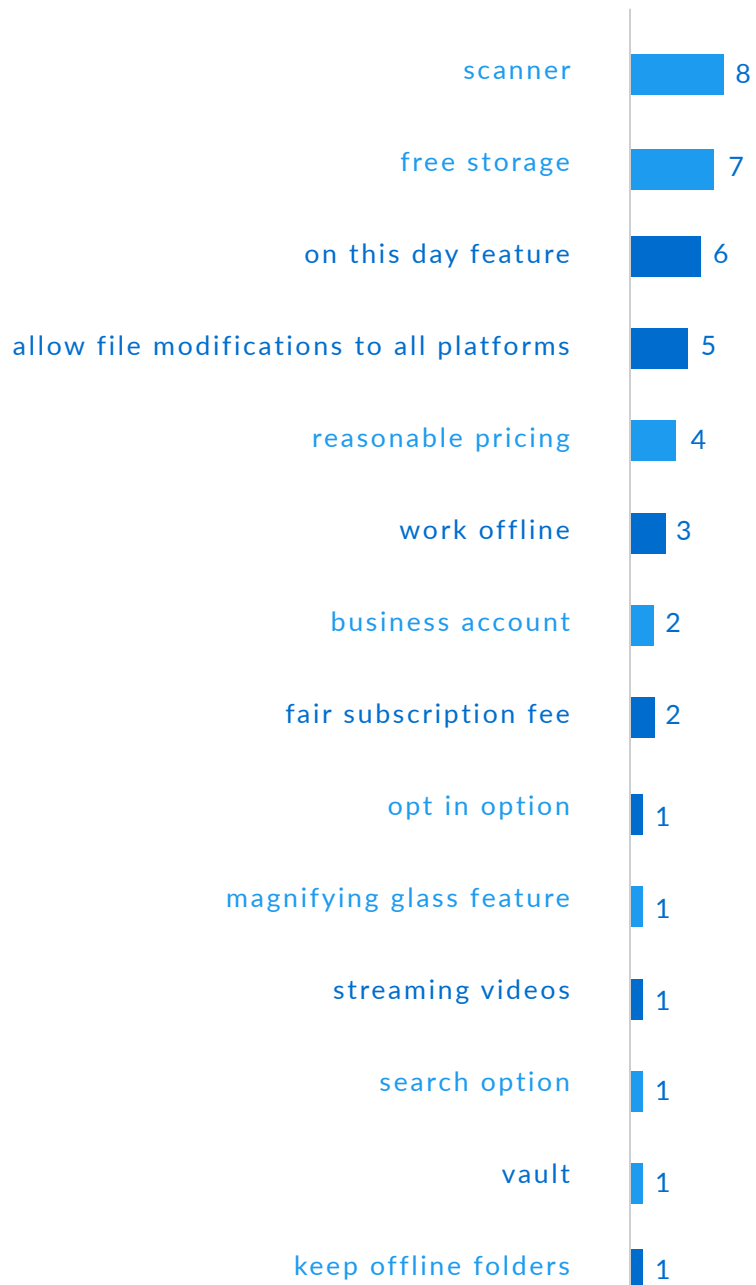 scanner 8
free storage 7
on this day feature 6
allow file modifications to all platforms 5
reasonable pricing 4
work offline 3
business account 2
fair subscription fee 2
opt in option 1
magnifying glass feature 1
streaming videos 1
search option 1
vault 1
keep offline folders 1